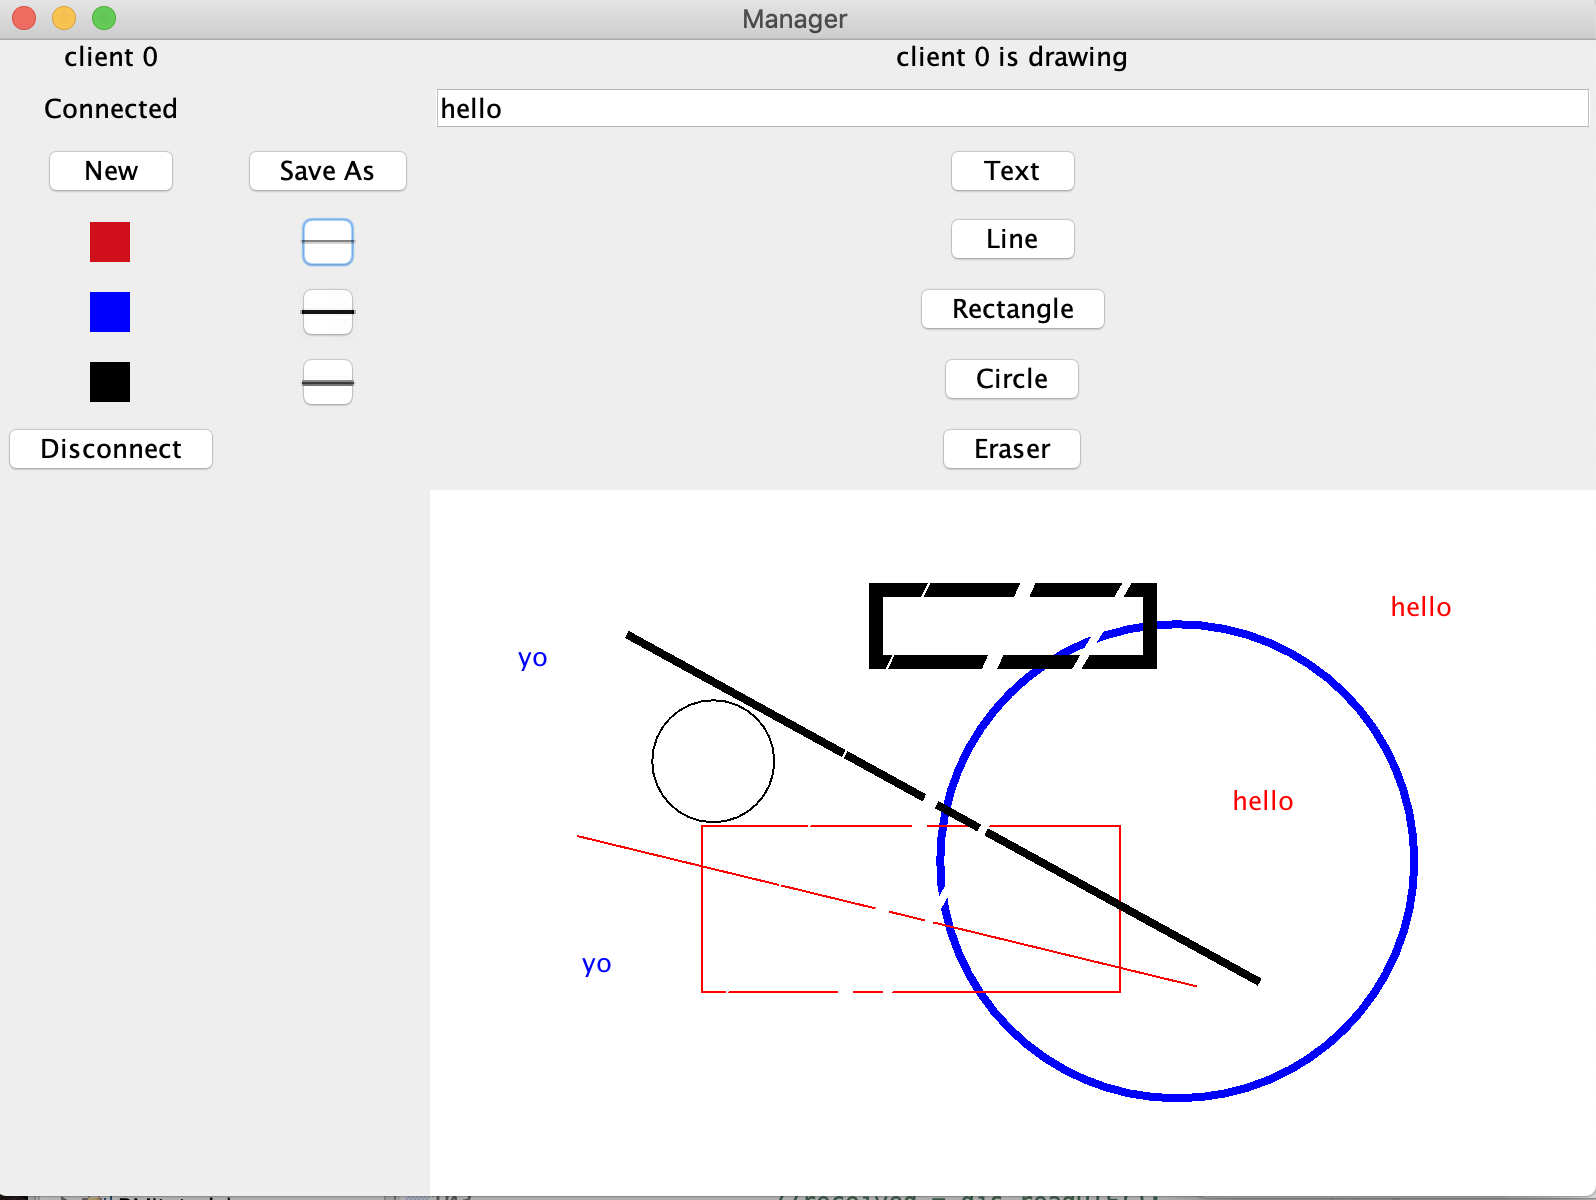 Manager
client 0
client 0 is drawing
Connected
hello
New
Save As
Text
Line
Rectangle
Circle
Disconnect
Eraser
hello
yo
hello
yo